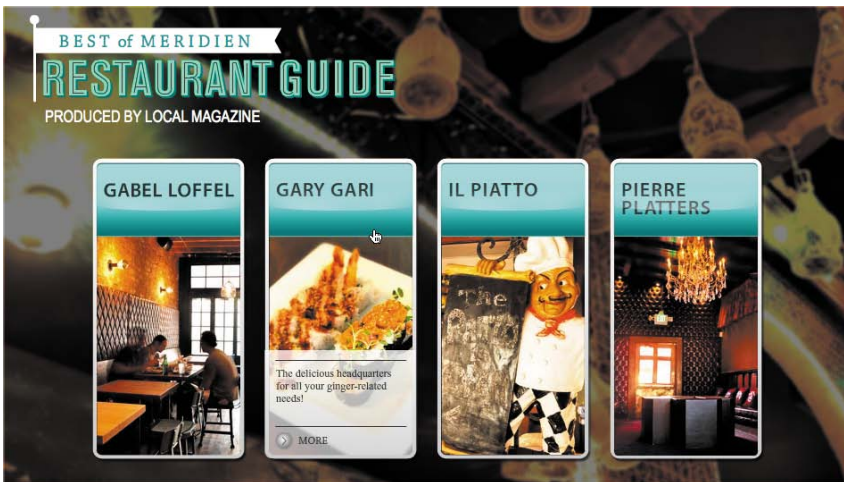 BEST of MERIDIEN
RESTAURANT GUIDE
PRODUCED BY LOCAL MAGAZINE
GABEL LOFFEL
GARY GARI
IL PIATTO
PIERRE
PLATTERS
The delicious headquarters
for all your ginger-related
needs!
MORE
The